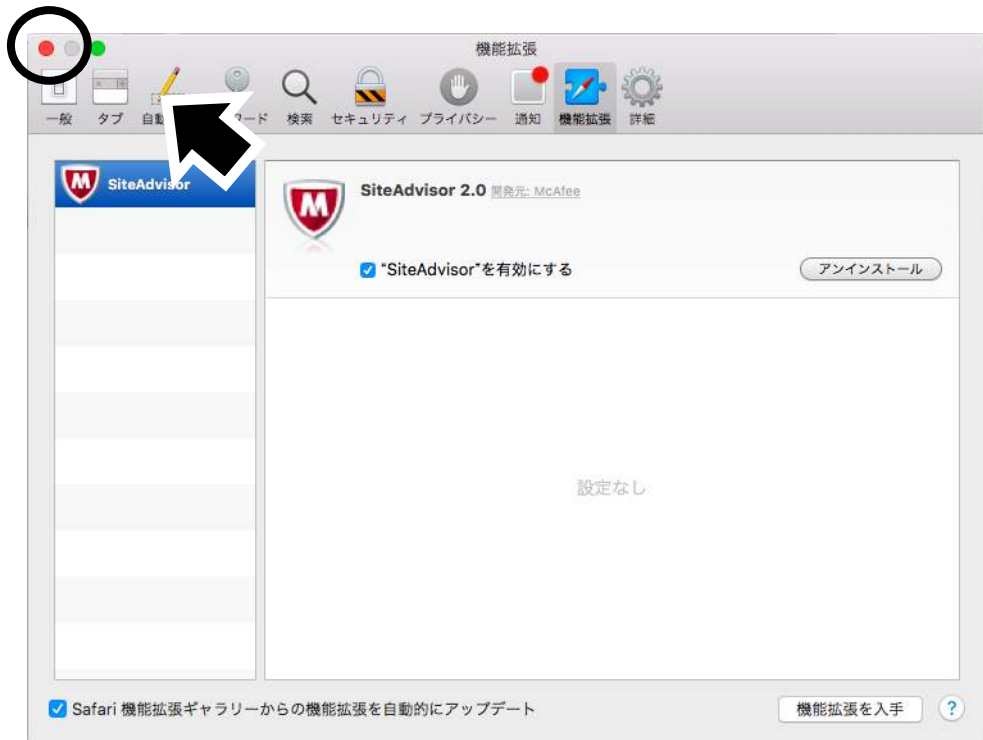 機能拡張
一般 タブ 検索 セキュリティ プライバシー 通知 機能拡張 詳細
SiteAdvisor
SiteAdvisor 2.0 開発元: McAfee
"SiteAdvisor"を有効にする
アンインストール
設定なし
Safari 機能拡張ギャラリーからの機能拡張を自動的にアップデート
機能拡張を入手
?